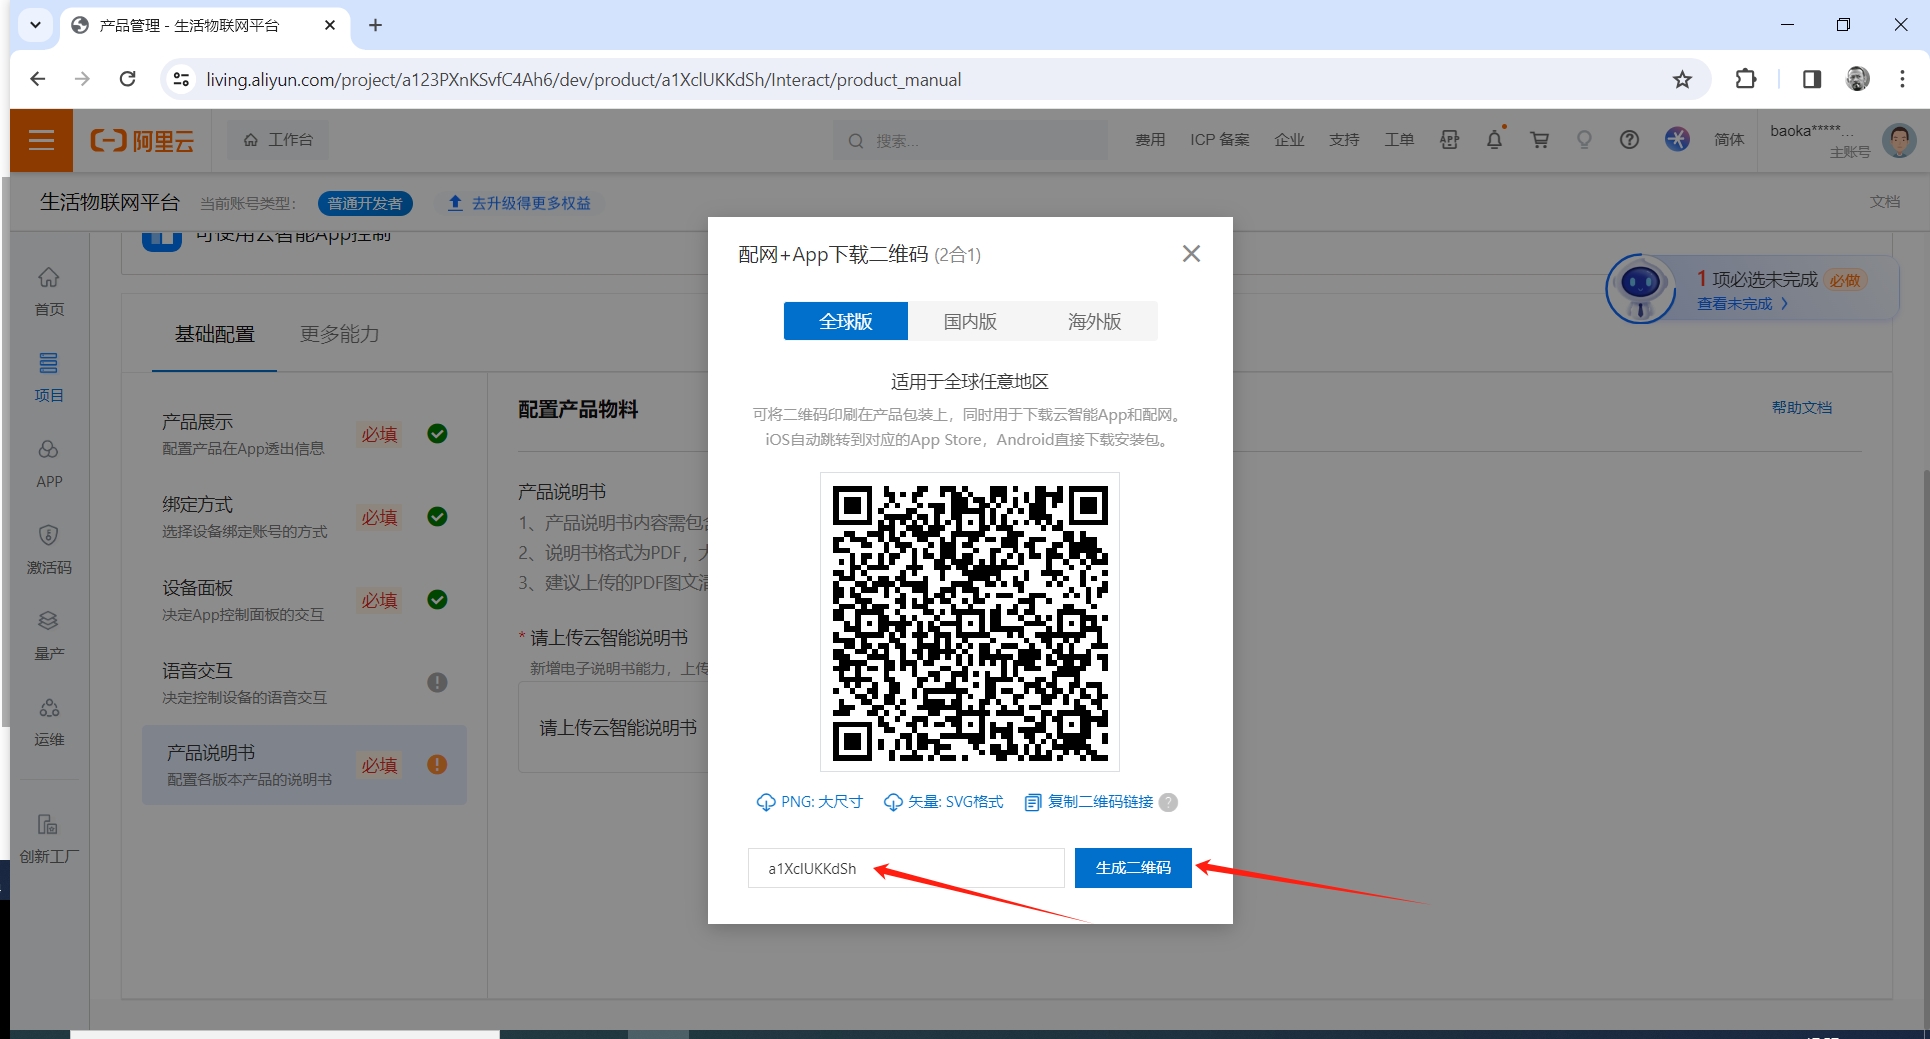 产品管理 - 生活物联网平台
living.aliyun.com/project/a123PXnKSvfC4Ah6/dev/product/a1XclUKKdSh/Interact/product_manual
阿里云
工作台
搜索...
费用
ICP 备案
企业
支持
工单
简体
baoka*****...
主账号
生活物联网平台
当前账号类型：
普通开发者
去升级得更多权益
文档
可使用云智能App控制
首页
项目
APP
激活码
量产
运维
创新工厂
基础配置
更多能力
产品展示
配置产品在App透出信息
必填
绑定方式
选择设备绑定账号的方式
必填
设备面板
决定App控制面板的交互
必填
语音交互
决定控制设备的语音交互
产品说明书
配置各版本产品的说明书
必填
配置产品物料
帮助文档
产品说明书
1、产品说明书内容需包
2、说明书格式为PDF，
3、建议上传的PDF图文
* 请上传云智能说明书
新增电子说明书能力，上传
请上传云智能说明书
1 项必选未完成 必做
查看未完成
配网+App下载二维码 (2合1)
全球版
国内版
海外版
适用于全球任意地区
可将二维码印刷在产品包装上，同时用于下载云智能App和配网。
iOS自动跳转到对应的App Store，Android直接下载安装包。
PNG: 大尺寸
矢量: SVG格式
复制二维码链接
a1XclUKKdSh
生成二维码